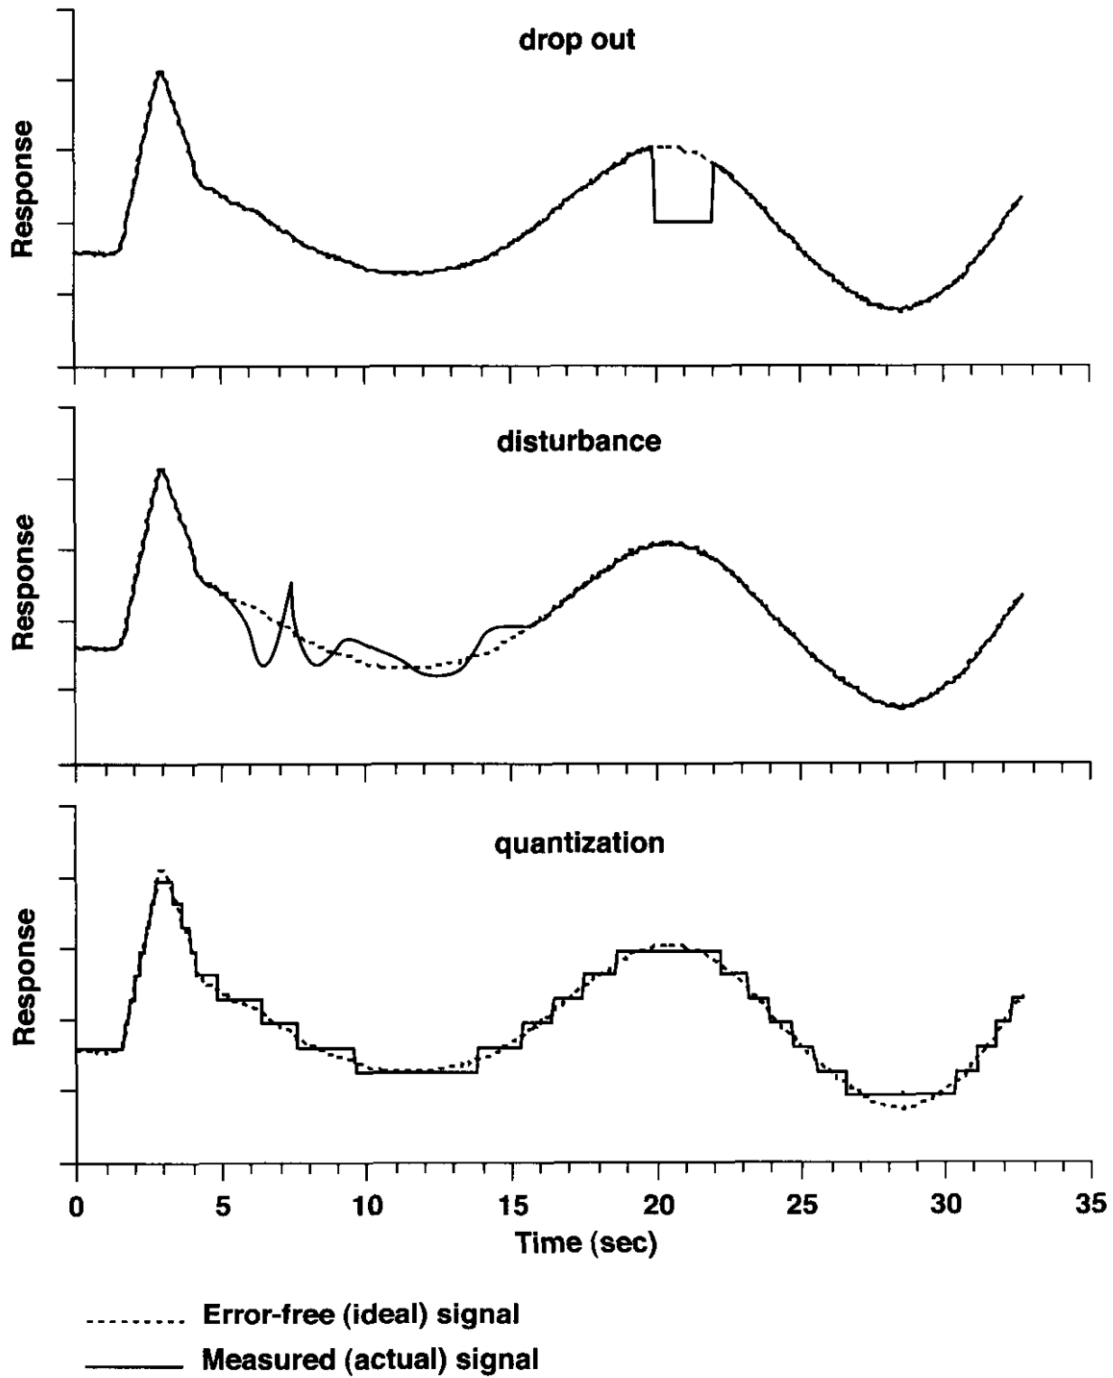 drop out
Response
disturbance
Response
quantization
Response
0 5 10 15 20 25 30 35
Time (sec)
Error-free (ideal) signal
Measured (actual) signal